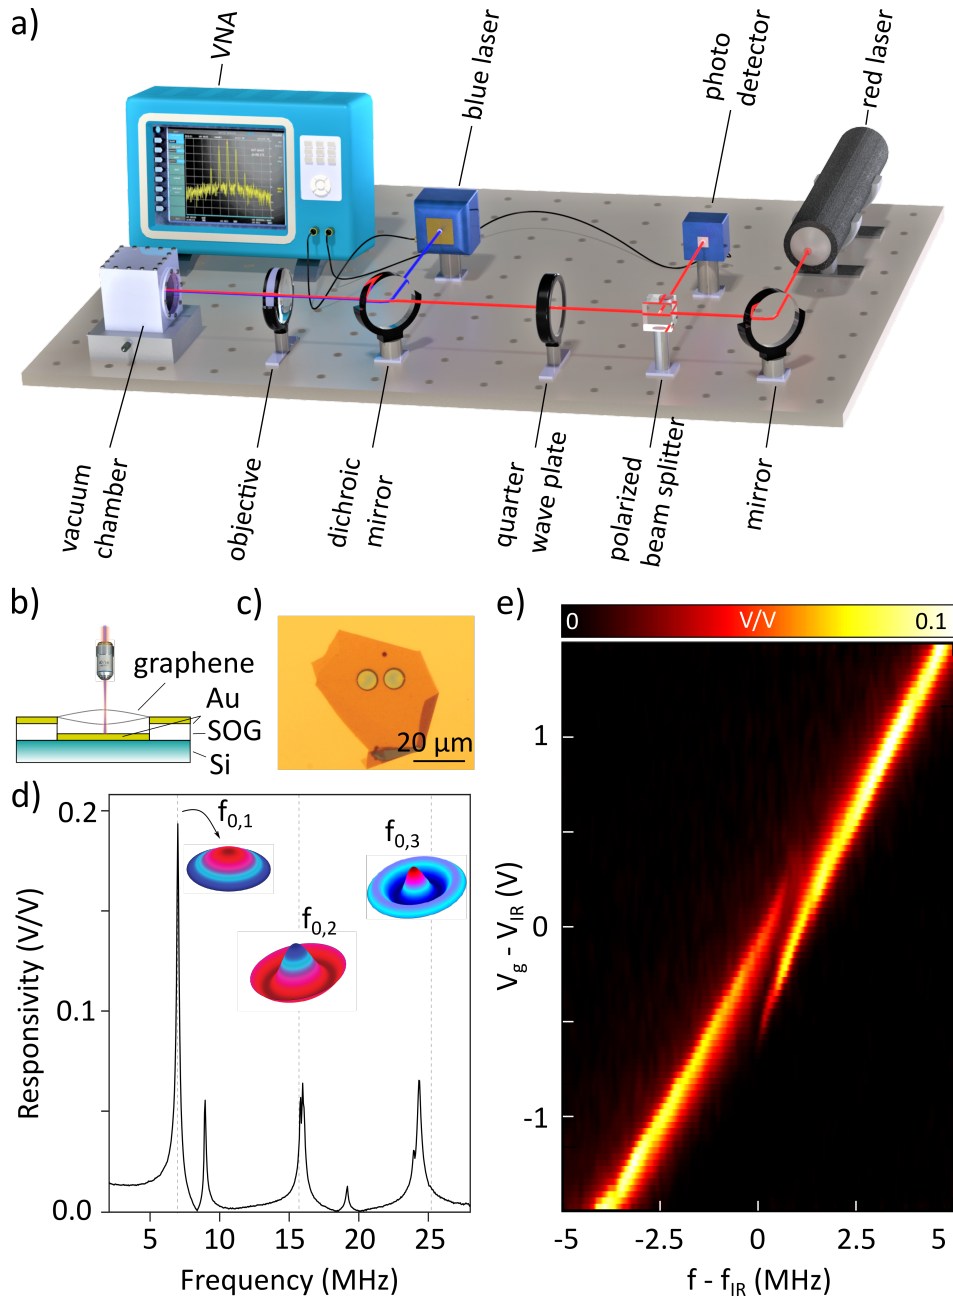 a)
VNA
blue laser
photo
detector
red laser
vacuum
chamber
objective
dichroic
mirror
quarter
wave plate
polarized
beam splitter
mirror
b)
graphene
Au
SOG
Si
c)
20 μm
d)
0.2
0.1
0.0
Responsivity (V/V)
f0,1
f0,2
f0,3
5
10
15
20
25
Frequency (MHz)
e)
0
V/V
0.1
1
0
-1
Vg - VIR (V)
-5
-2.5
0
2.5
5
f - fIR (MHz)